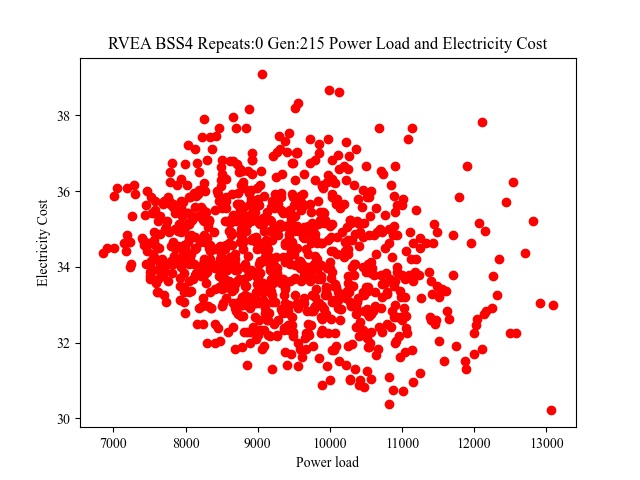 RVEA BSS4 Repeats:0 Gen:215 Power Load and Electricity Cost
Electricity Cost
38
36
34
32
30
7000 8000 9000 10000 11000 12000 13000
Power load